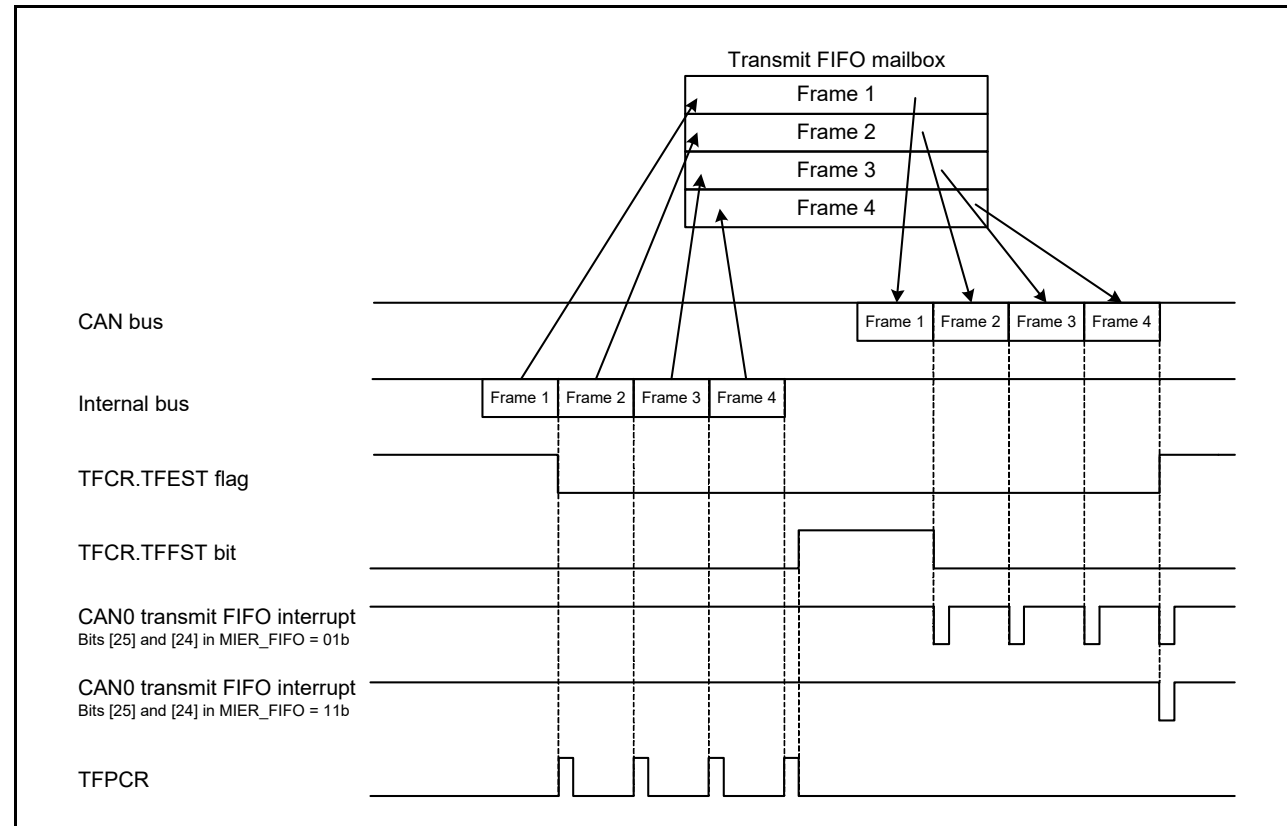 Transmit FIFO mailbox
Frame 1
Frame 2
Frame 3
Frame 4
CAN bus
Frame 1 Frame 2 Frame 3 Frame 4
Internal bus
Frame 1 Frame 2 Frame 3 Frame 4
TFCR.TFEST flag
TFCR.TFFST bit
CAN0 transmit FIFO interrupt
Bits [25] and [24] in MIER_FIFO = 01b
CAN0 transmit FIFO interrupt
Bits [25] and [24] in MIER_FIFO = 11b
TFPCR